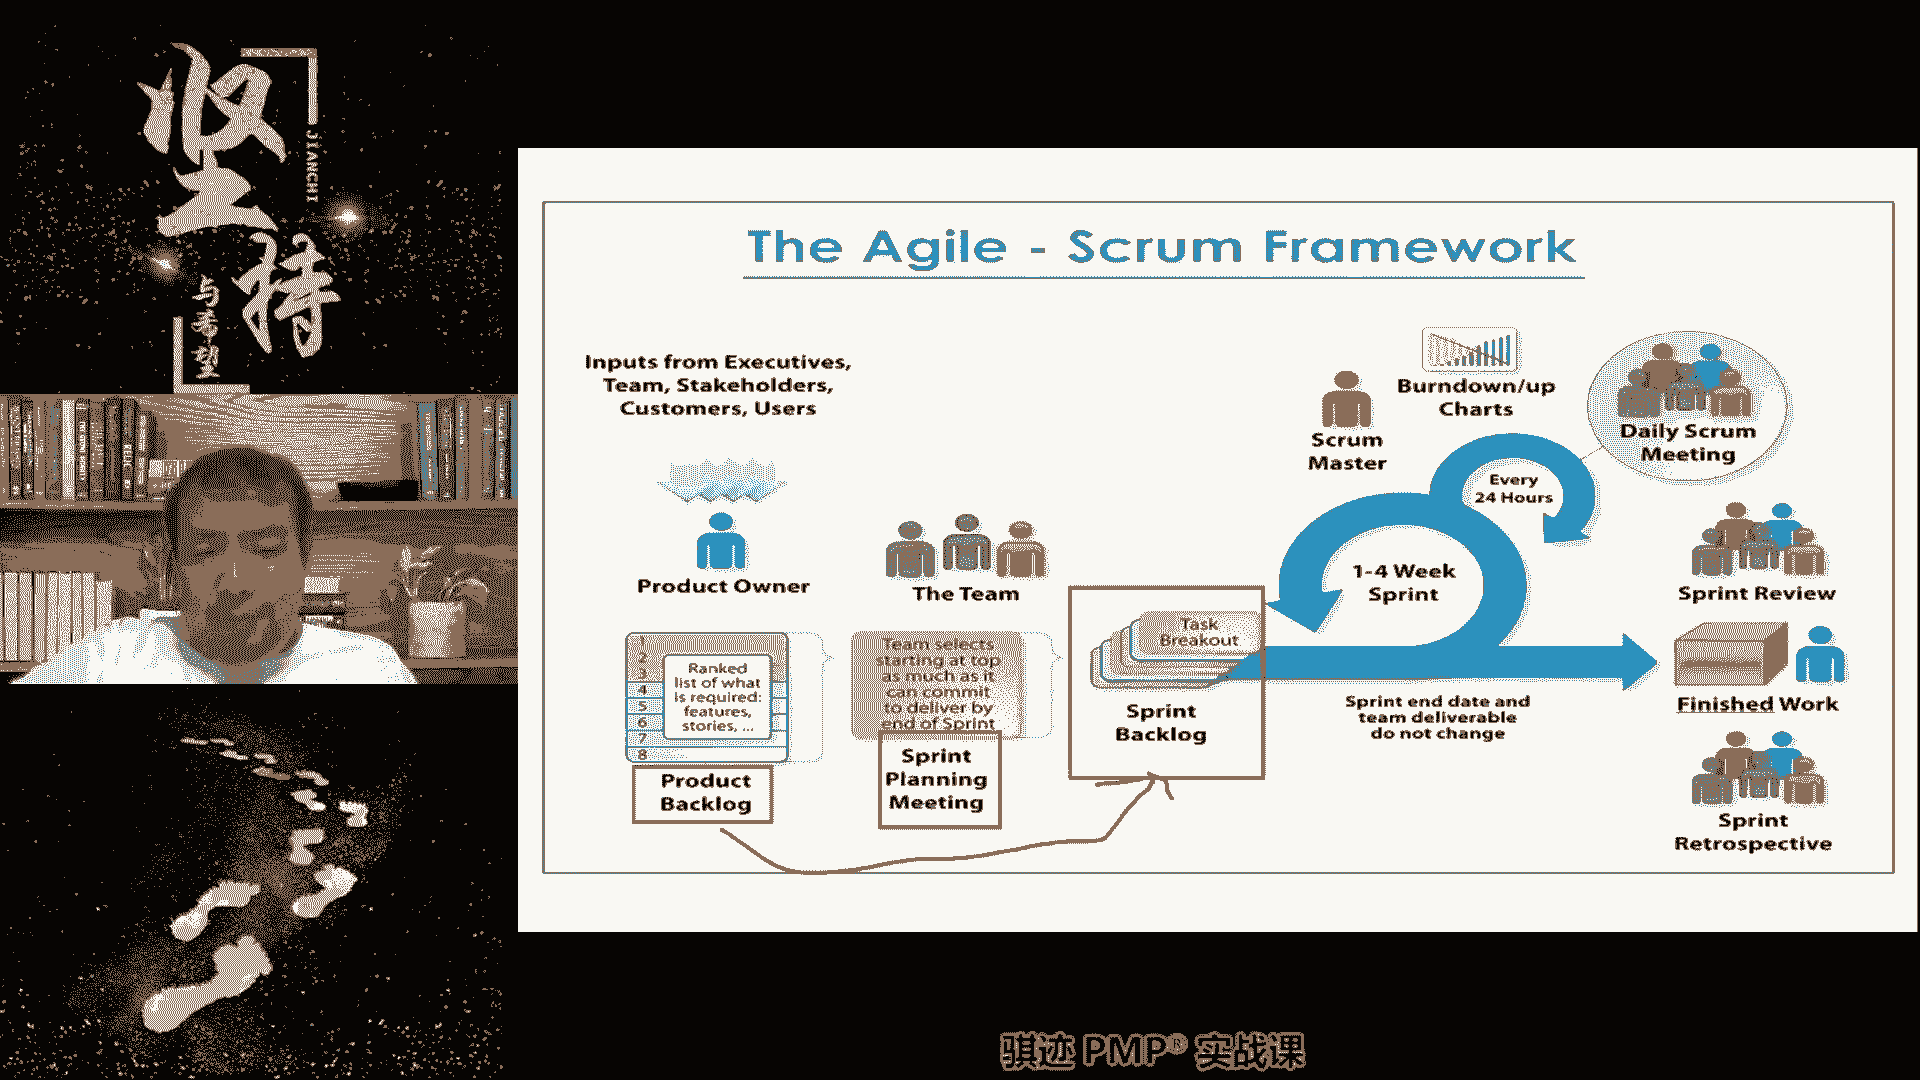 坚持
JIANCHI
The Agile - Scrum Framework
Inputs from Executives,
Team, Stakeholders,
Customers, Users
Product Owner
The Team
1
2
3
4
5
6
7
8
Ranked
list of what
is required:
features,
stories, ...
Product
Backlog
Team selects
starting at top
as much as it
can commit
to deliver by
end of Sprint
Sprint
Planning
Meeting
Task
Breakout
Sprint
Backlog
Scrum
Master
Burndown/up
Charts
Every
24 Hours
1-4 Week
Sprint
Sprint end date and
team deliverable
do not change
Daily Scrum
Meeting
Sprint Review
Finished Work
Sprint
Retrospective
骐迹 PMP® 实战课